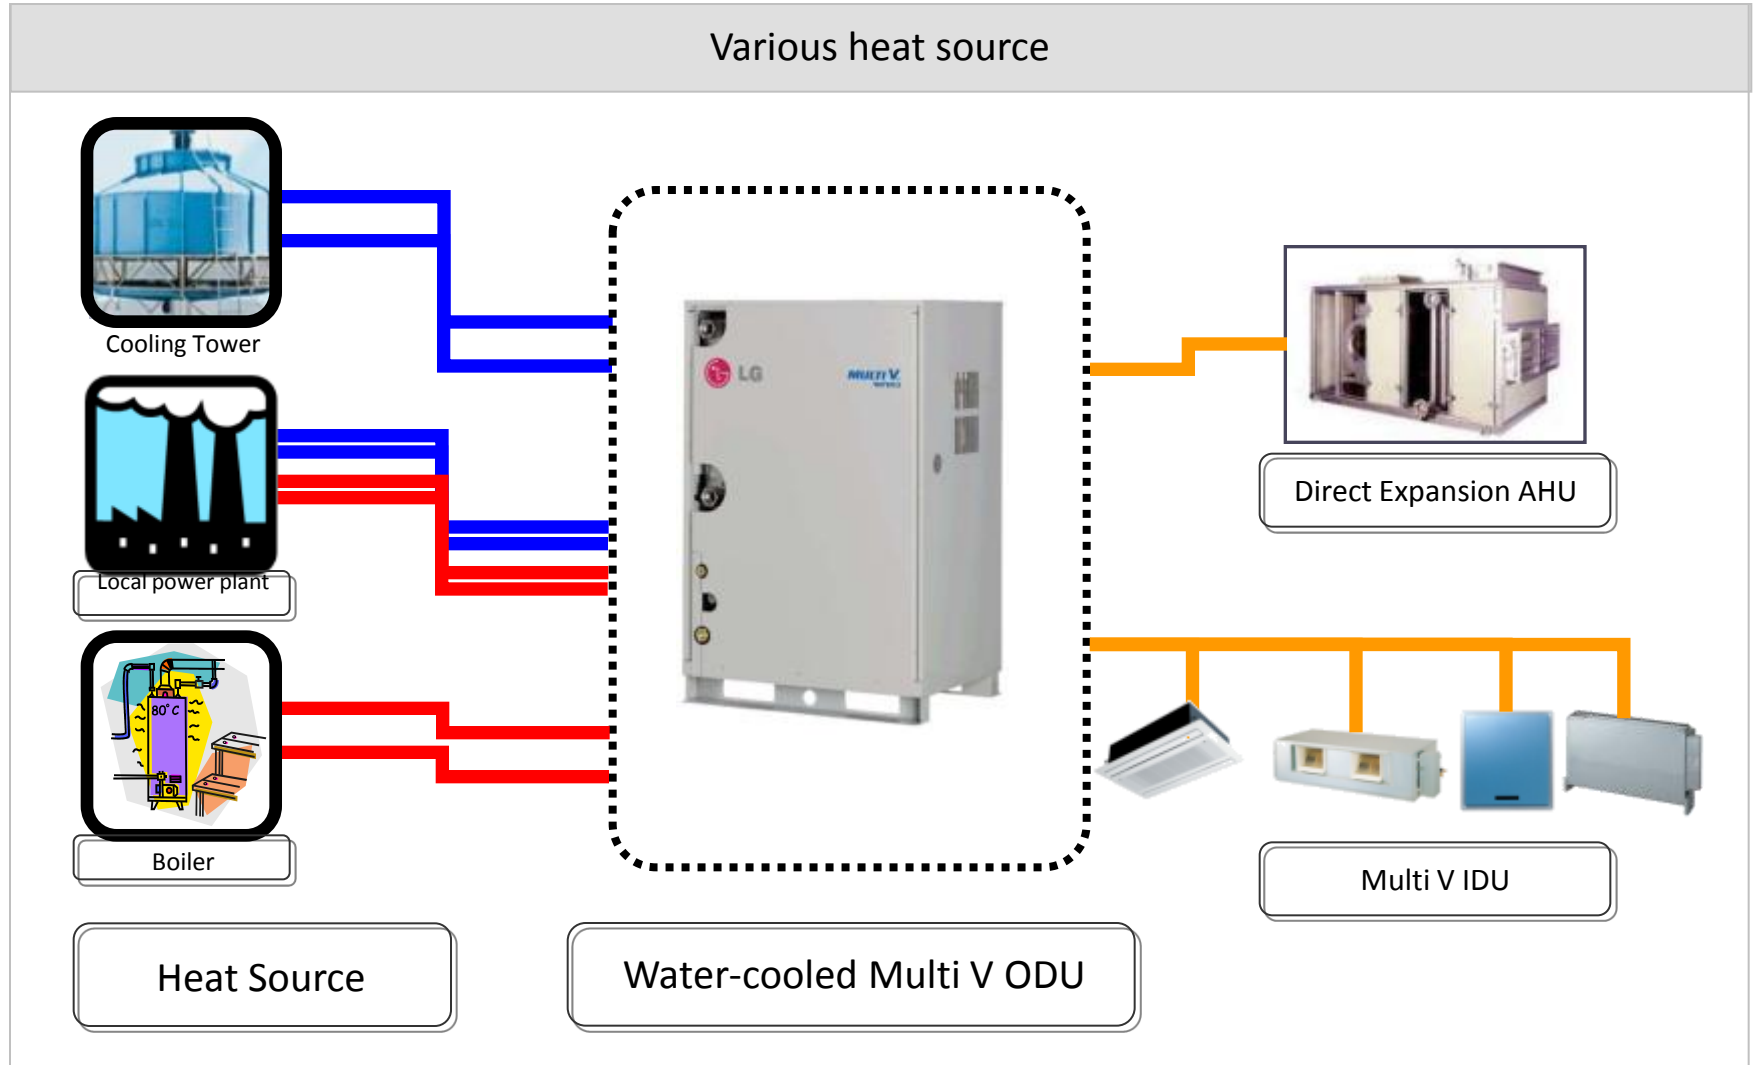 Various heat source
Cooling Tower
Local power plant
80°C
Boiler
LG
MULTI V.
Direct Expansion AHU
Multi V IDU
Heat Source
Water-cooled Multi V ODU